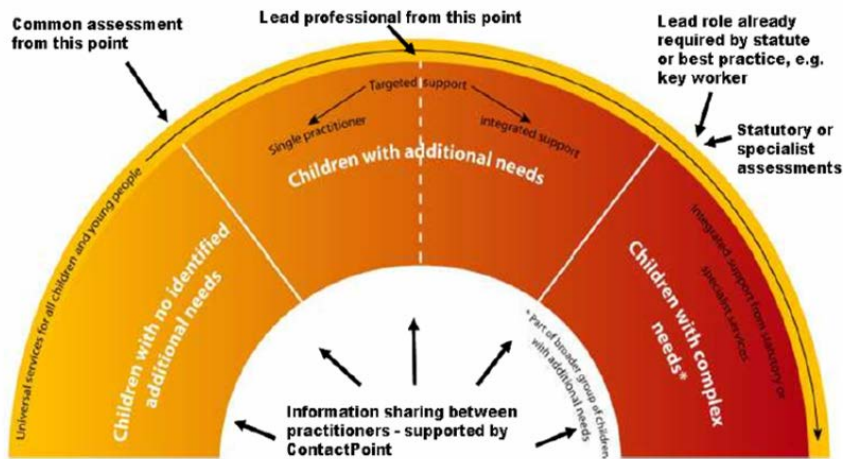 Common assessment
from this point
Lead professional from this point
Lead role already
required by statute
or best practice, e.g.
key worker
Statutory or
specialist
assessments
Universal services for all children and young people
Children with no identified
additional needs
Targeted support
Single practitioner
Integrated support
Children with additional needs
Children with complex
needs*
Integrated support from statutory or
specialist services
* Part of broader group of children
with additional needs
Information sharing between
practitioners - supported by
ContactPoint